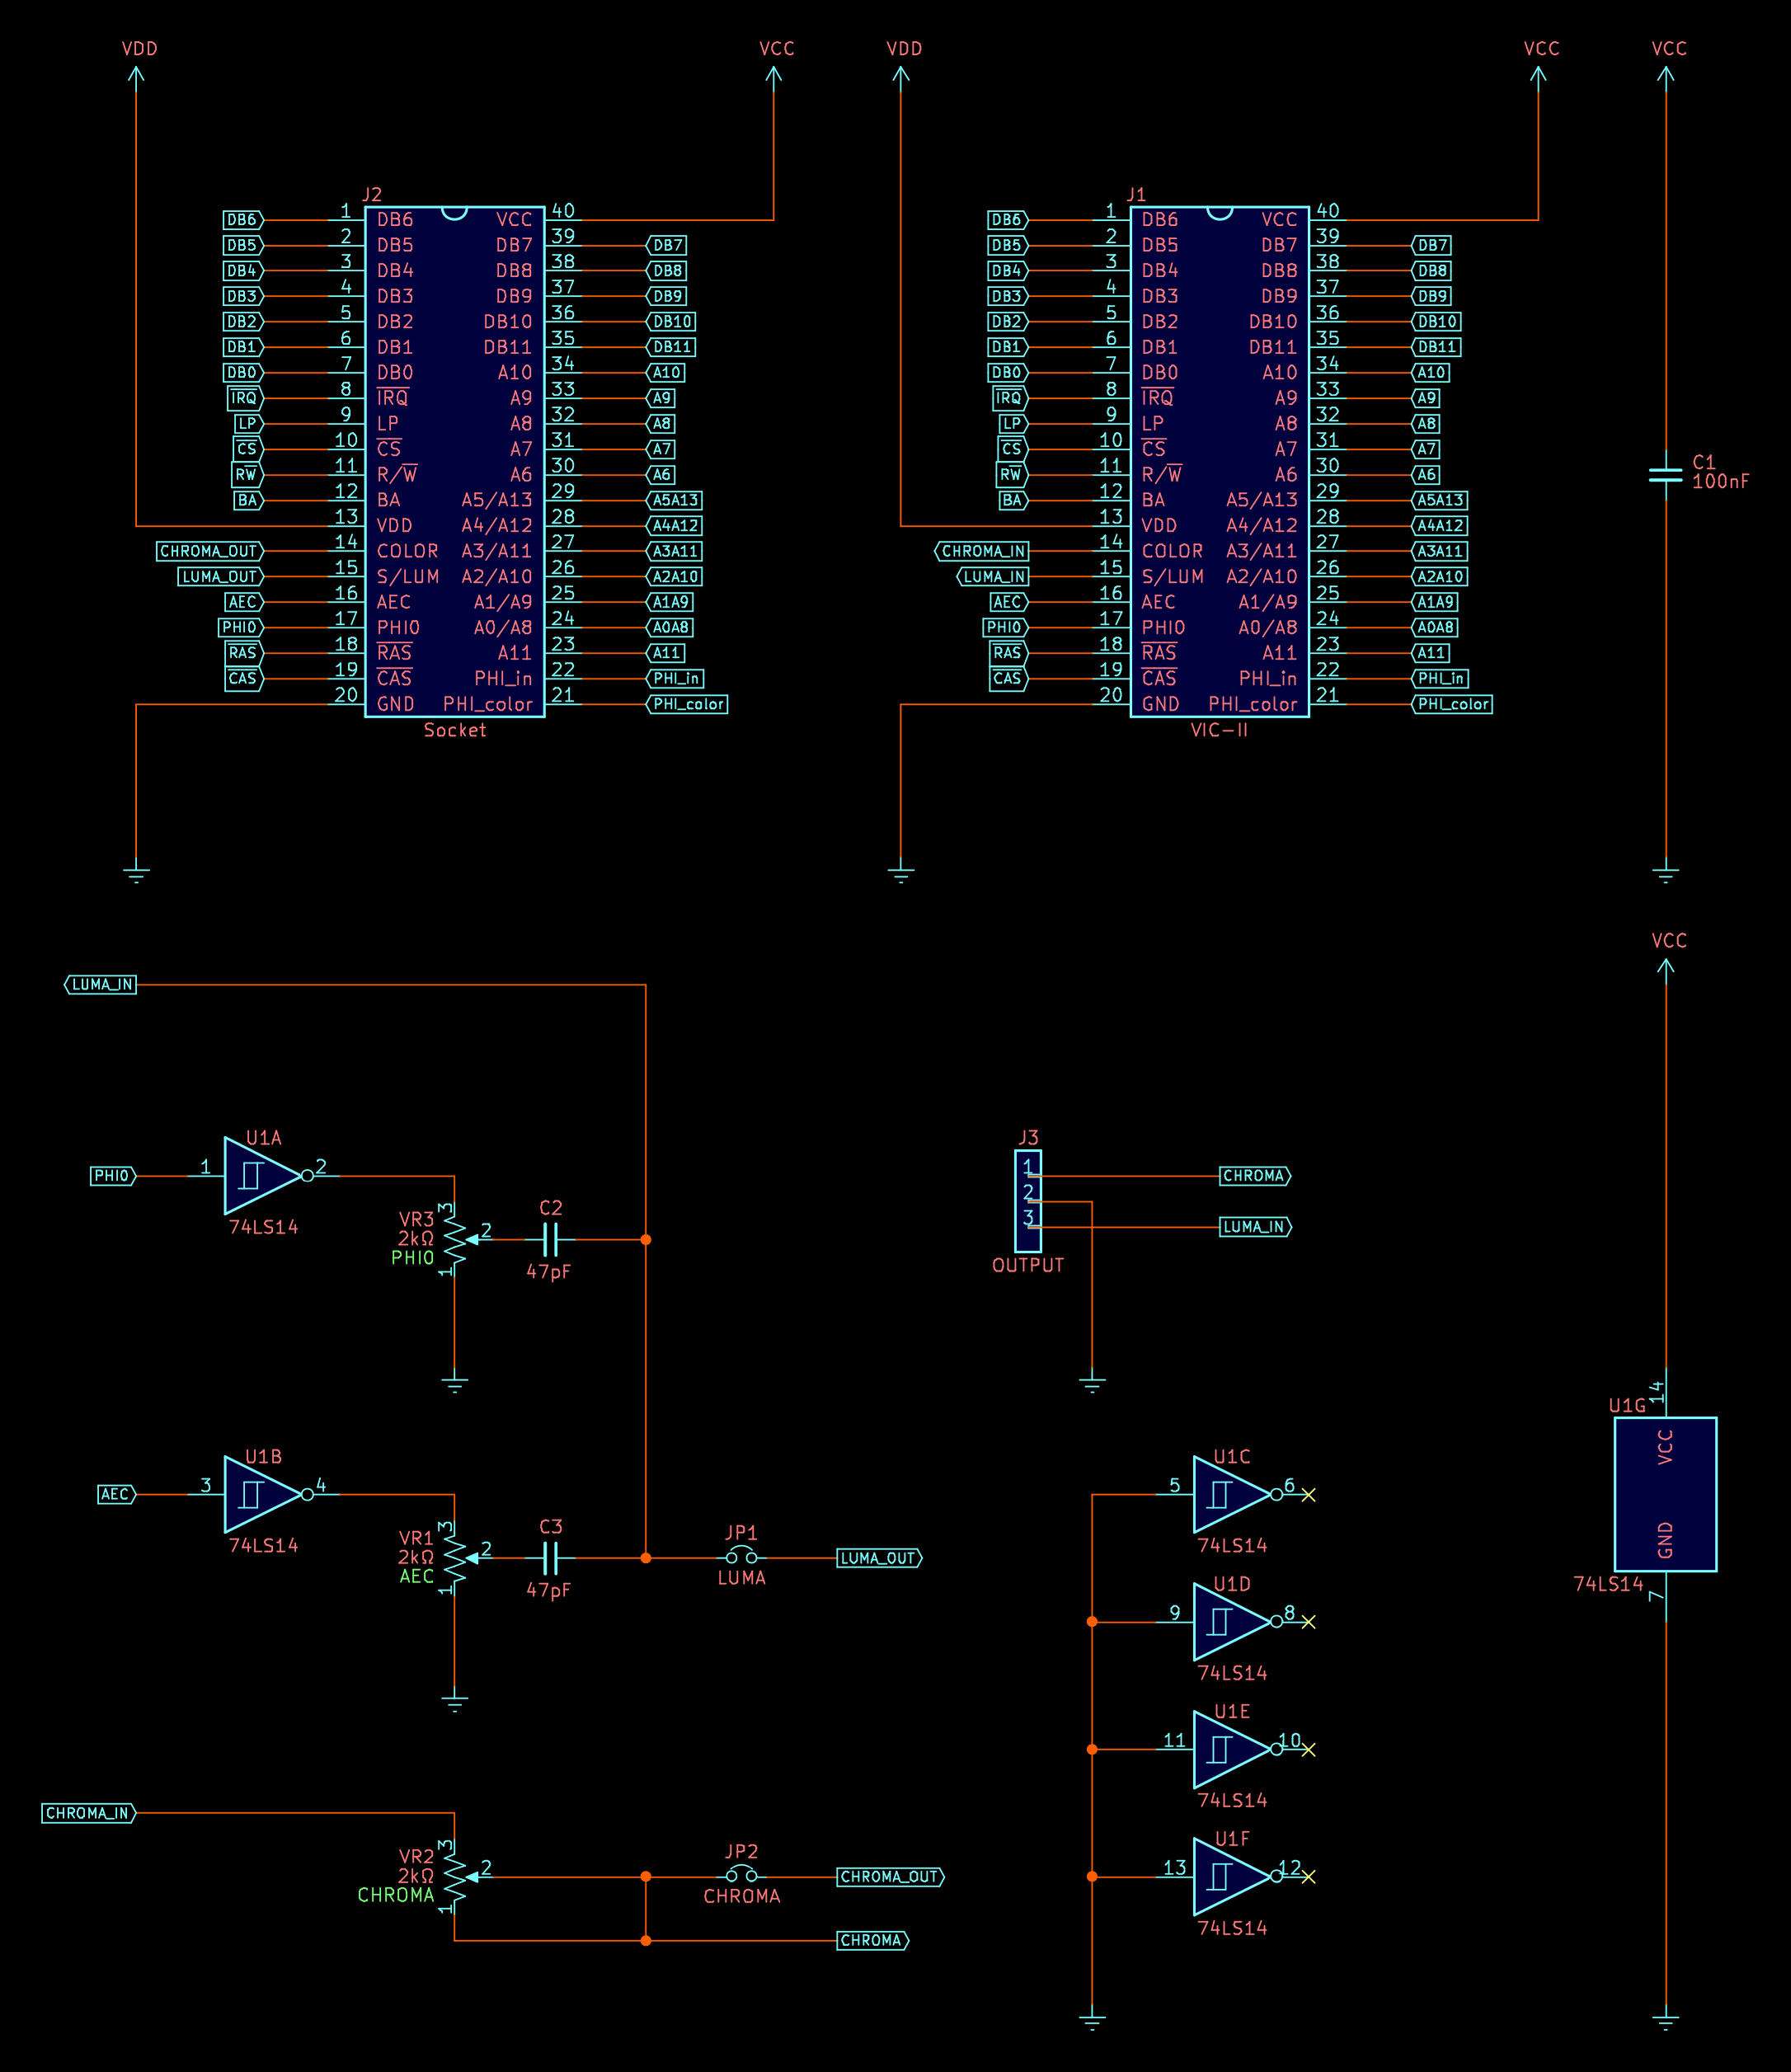 VDD VCC VDD VCC VCC
J2 J1
DB6 1 DB6 VCC 40 DB6 1 DB6 VCC 40
DB5 2 DB5 DB7 39 DB7 DB5 2 DB5 DB7 39 DB7
DB4 3 DB4 DB8 38 DB8 DB4 3 DB4 DB8 38 DB8
DB3 4 DB3 DB9 37 DB9 DB3 4 DB3 DB9 37 DB9
DB2 5 DB2 DB10 36 DB10 DB2 5 DB2 DB10 36 DB10
DB1 6 DB1 DB11 35 DB11 DB1 6 DB1 DB11 35 DB11
DB0 7 DB0 A10 34 A10 DB0 7 DB0 A10 34 A10
IRQ 8 IRQ A9 33 A9 IRQ 8 IRQ A9 33 A9
LP 9 LP A8 32 A8 LP 9 LP A8 32 A8
CS 10 CS A7 31 A7 CS 10 CS A7 31 A7
C1
RW 11 R/W A6 30 A6 RW 11 R/W A6 30 A6
100nF
BA 12 BA A5/A13 29 A5A13 BA 12 BA A5/A13 29 A5A13
13 VDD A4/A12 28 A4A12 13 VDD A4/A12 28 A4A12
CHROMA_OUT 14 COLOR A3/A11 27 A3A11 CHROMA_IN 14 COLOR A3/A11 27 A3A11
LUMA_OUT 15 S/LUM A2/A10 26 A2A10 LUMA_IN 15 S/LUM A2/A10 26 A2A10
AEC 16 AEC A1/A9 25 A1A9 AEC 16 AEC A1/A9 25 A1A9
PHI0 17 PHI0 A0/A8 24 A0A8 PHI0 17 PHI0 A0/A8 24 A0A8
RAS 18 RAS A11 23 A11 RAS 18 RAS A11 23 A11
CAS 19 CAS PHI_in 22 PHI_in CAS 19 CAS PHI_in 22 PHI_in
20 GND PHI_color 21 PHI_color 20 GND PHI_color 21 PHI_color
Socket VIC-II
VCC
LUMA_IN
U1A J3
PHI0 1 2 1 CHROMA
2
3 C2
VR3
74LS14 3 LUMA_IN
2kΩ 2
PHI0
1 47pF OUTPUT
14
U1G
VCC
U1B U1C
AEC 3 4 5 6
3 C3 JP1
VR1
GND
74LS14 74LS14
2kΩ 2 LUMA_OUT
AEC LUMA
1 47pF
U1D 74LS14
7
9 8
74LS14
U1E
11 10
74LS14
CHROMA_IN
U1F
3 JP2
VR2
2kΩ 2 CHROMA_OUT 13 12
CHROMA CHROMA
1
74LS14
CHROMA